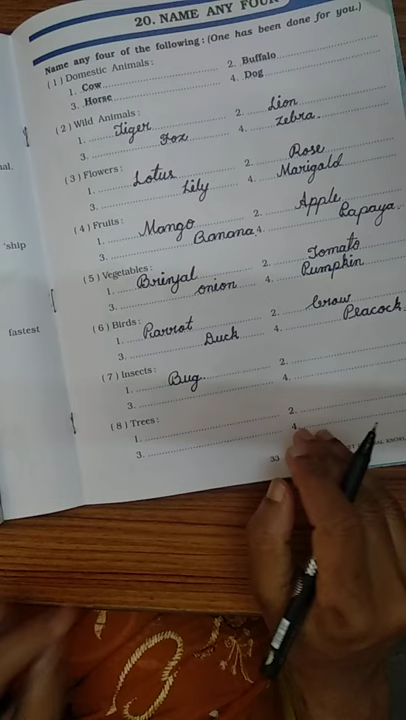 20. NAME ANY FOUR
Name any four of the following : (One has been done for you.)
( 1 ) Domestic Animals :
1. Cow 2. Buffalo
3. Horse 4. Dog
( 2 ) Wild Animals :
1. Tiger 2. Lion
3. Fox 4. Zebra.
( 3 ) Flowers :
1. Lotus 2. Rose
3. Lily 4. Marigold
( 4 ) Fruits :
1. Mango 2. Apple
3. Banana 4. Papaya.
( 5 ) Vegetables :
1. Brinjal 2. Tomato
3. onion 4. Pumpkin
( 6 ) Birds :
1. Parrot 2. Crow
3. Duck 4. Peacock.
( 7 ) Insects :
1. Bug 2.
3. 4.
( 8 ) Trees :
1. 2.
3. 4.
33
'ship
fastest